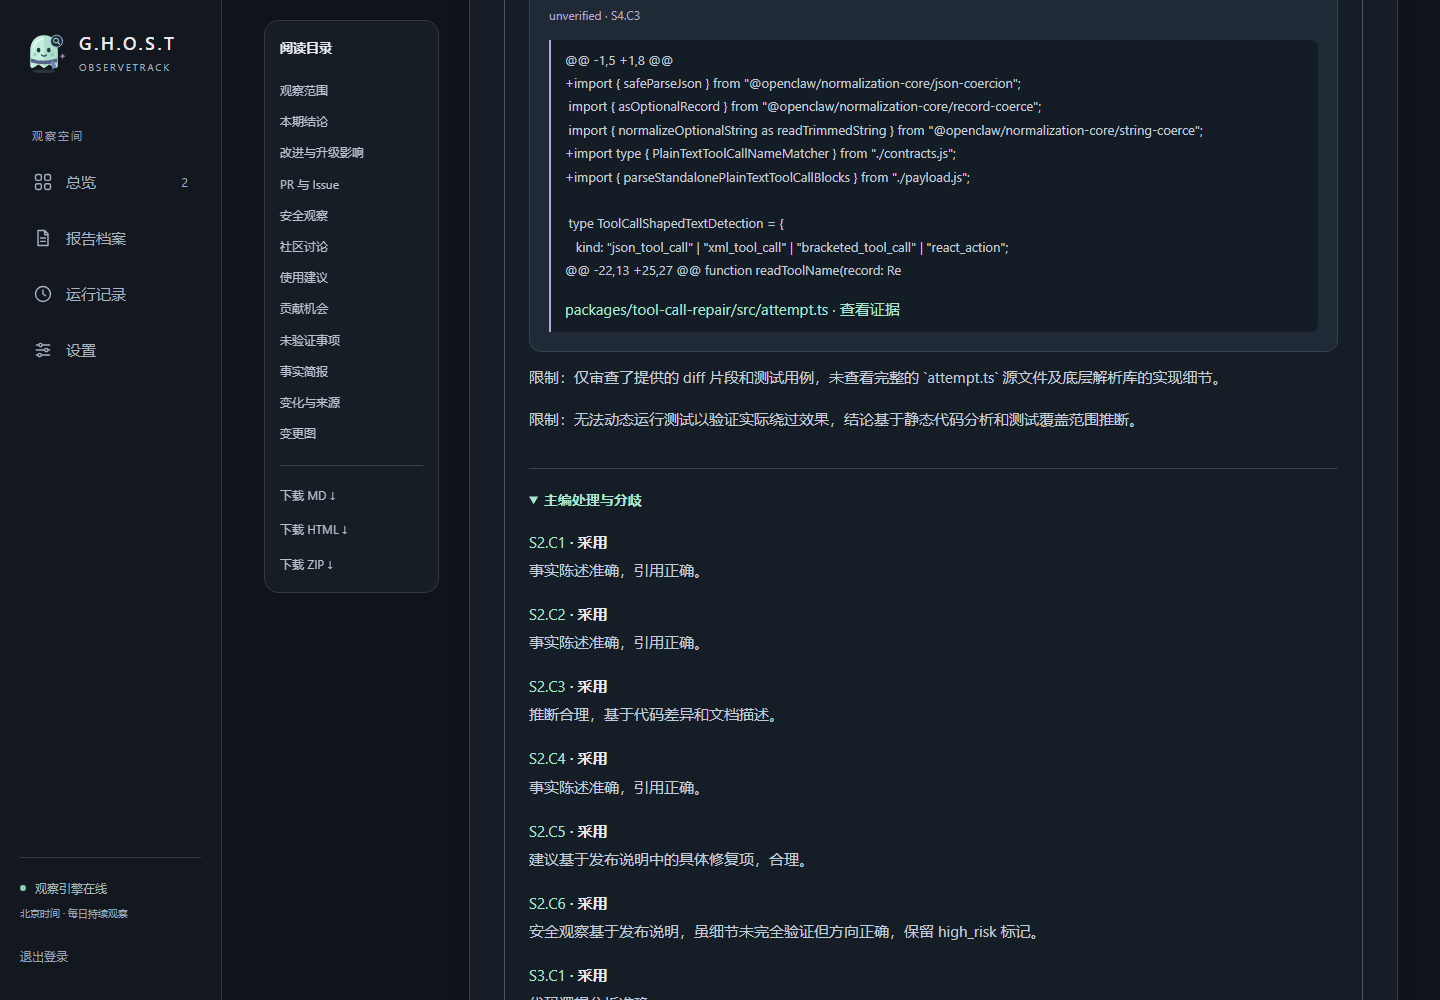 G.H.O.S.T
OBSERVETRACK
观察空间
总览 2
报告档案
运行记录
设置
观察引擎在线
北京时间 · 每日持续观察
退出登录
阅读目录
观察范围
本期结论
改进与升级影响
PR 与 Issue
安全观察
社区讨论
使用建议
贡献机会
未验证事项
事实简报
变化与来源
变更图
下载 MD ↓
下载 HTML ↓
下载 ZIP ↓
unverified · S4.C3
@@ -1,5 +1,8 @@
+import { safeParseJson } from "@openclaw/normalization-core/json-coercion";
import { asOptionalRecord } from "@openclaw/normalization-core/record-coerce";
import { normalizeOptionalString as readTrimmedString } from "@openclaw/normalization-core/string-coerce";
+import type { PlainTextToolCallNameMatcher } from "./contracts.js";
+import { parseStandalonePlainTextToolCallBlocks } from "./payload.js";
type ToolCallShapedTextDetection = {
kind: "json_tool_call" | "xml_tool_call" | "bracketed_tool_call" | "react_action";
@@ -22,13 +25,27 @@ function readToolName(record: Re
packages/tool-call-repair/src/attempt.ts · 查看证据
限制：仅审查了提供的 diff 片段和测试用例，未查看完整的 `attempt.ts` 源文件及底层解析库的实现细节。
限制：无法动态运行测试以验证实际绕过效果，结论基于静态代码分析和测试覆盖范围推断。
▼ 主编处理与分歧
S2.C1 · 采用
事实陈述准确，引用正确。
S2.C2 · 采用
事实陈述准确，引用正确。
S2.C3 · 采用
推断合理，基于代码差异和文档描述。
S2.C4 · 采用
事实陈述准确，引用正确。
S2.C5 · 采用
建议基于发布说明中的具体修复项，合理。
S2.C6 · 采用
安全观察基于发布说明，虽细节未完全验证但方向正确，保留 high_risk 标记。
S3.C1 · 采用